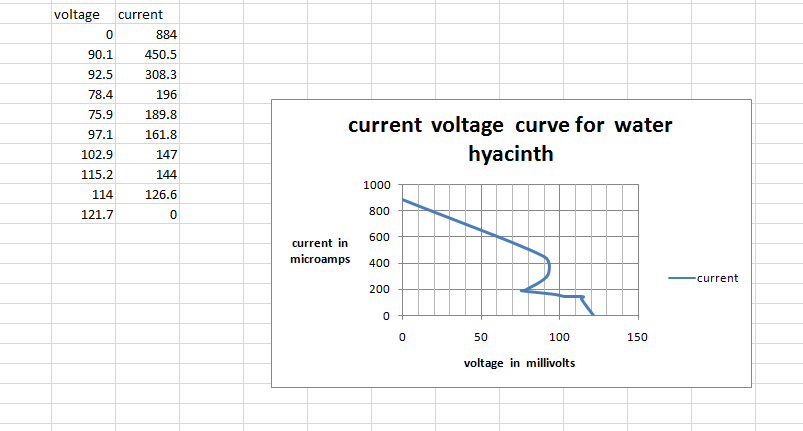 voltage current
0 884
90.1 450.5
92.5 308.3
78.4 196
75.9 189.8
97.1 161.8
102.9 147
115.2 144
114 126.6
121.7 0
current voltage curve for water
hyacinth
1000
800
600
400
200
0
current in
microamps
0 50 100 150
voltage in millivolts
current